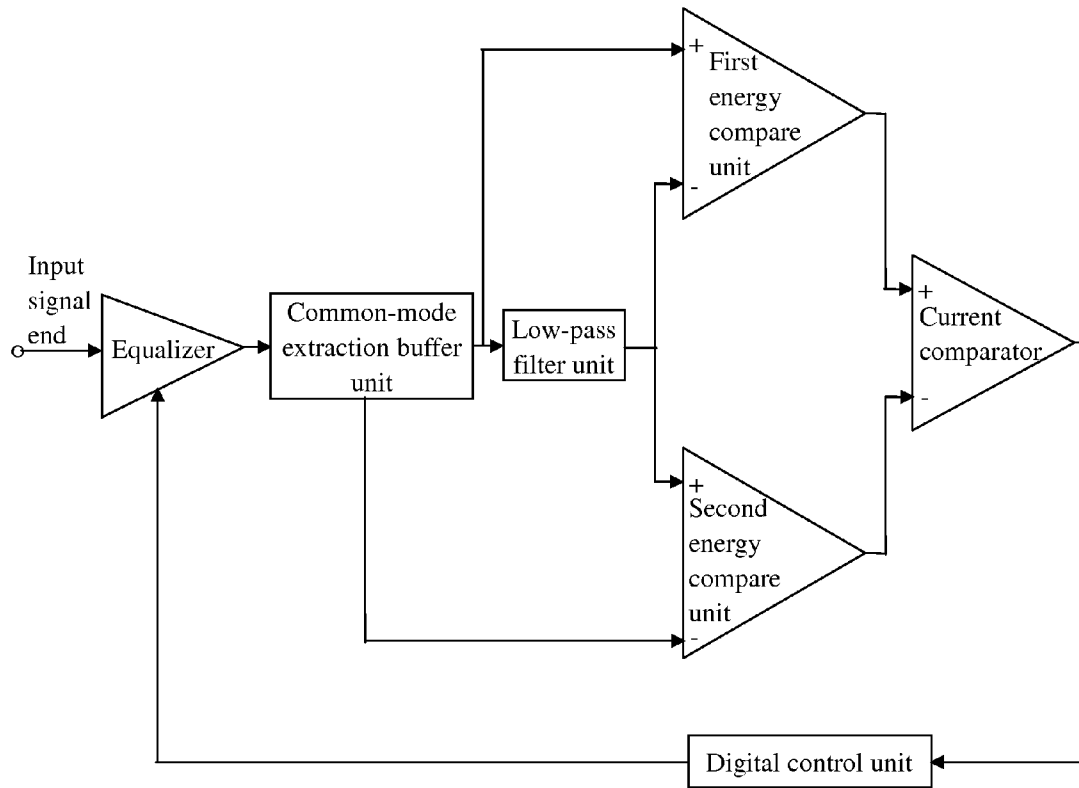 +
First
energy
compare
unit
-
Input
signal
end
Equalizer
Common-mode
extraction buffer
unit
Low-pass
filter unit
+
Current
comparator
-
+
Second
energy
compare
unit
-
Digital control unit